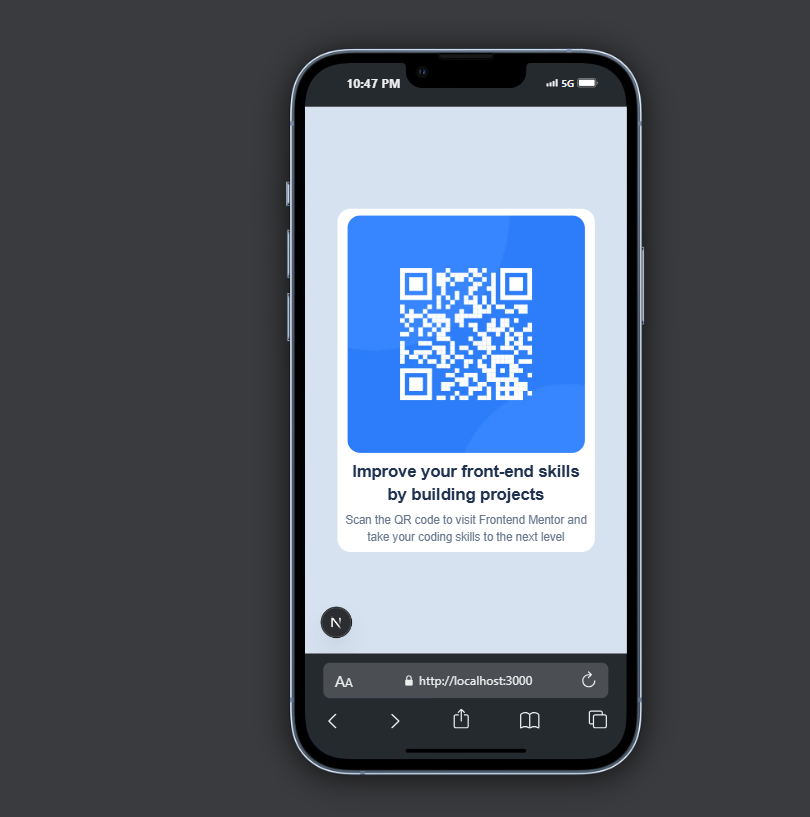 10:47 PM
5G
Improve your front-end skills
by building projects
Scan the QR code to visit Frontend Mentor and
take your coding skills to the next level
N
AA
http://localhost:3000